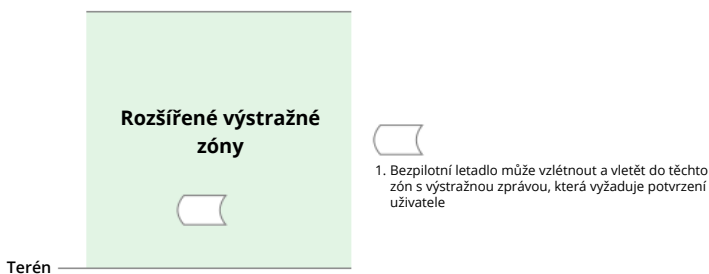 Rozšířené výstražné
zóny
1. Bezpilotní letadlo může vzlétnout a vletět do těchto
zón s výstražnou zprávou, která vyžaduje potvrzení
uživatele
Terén